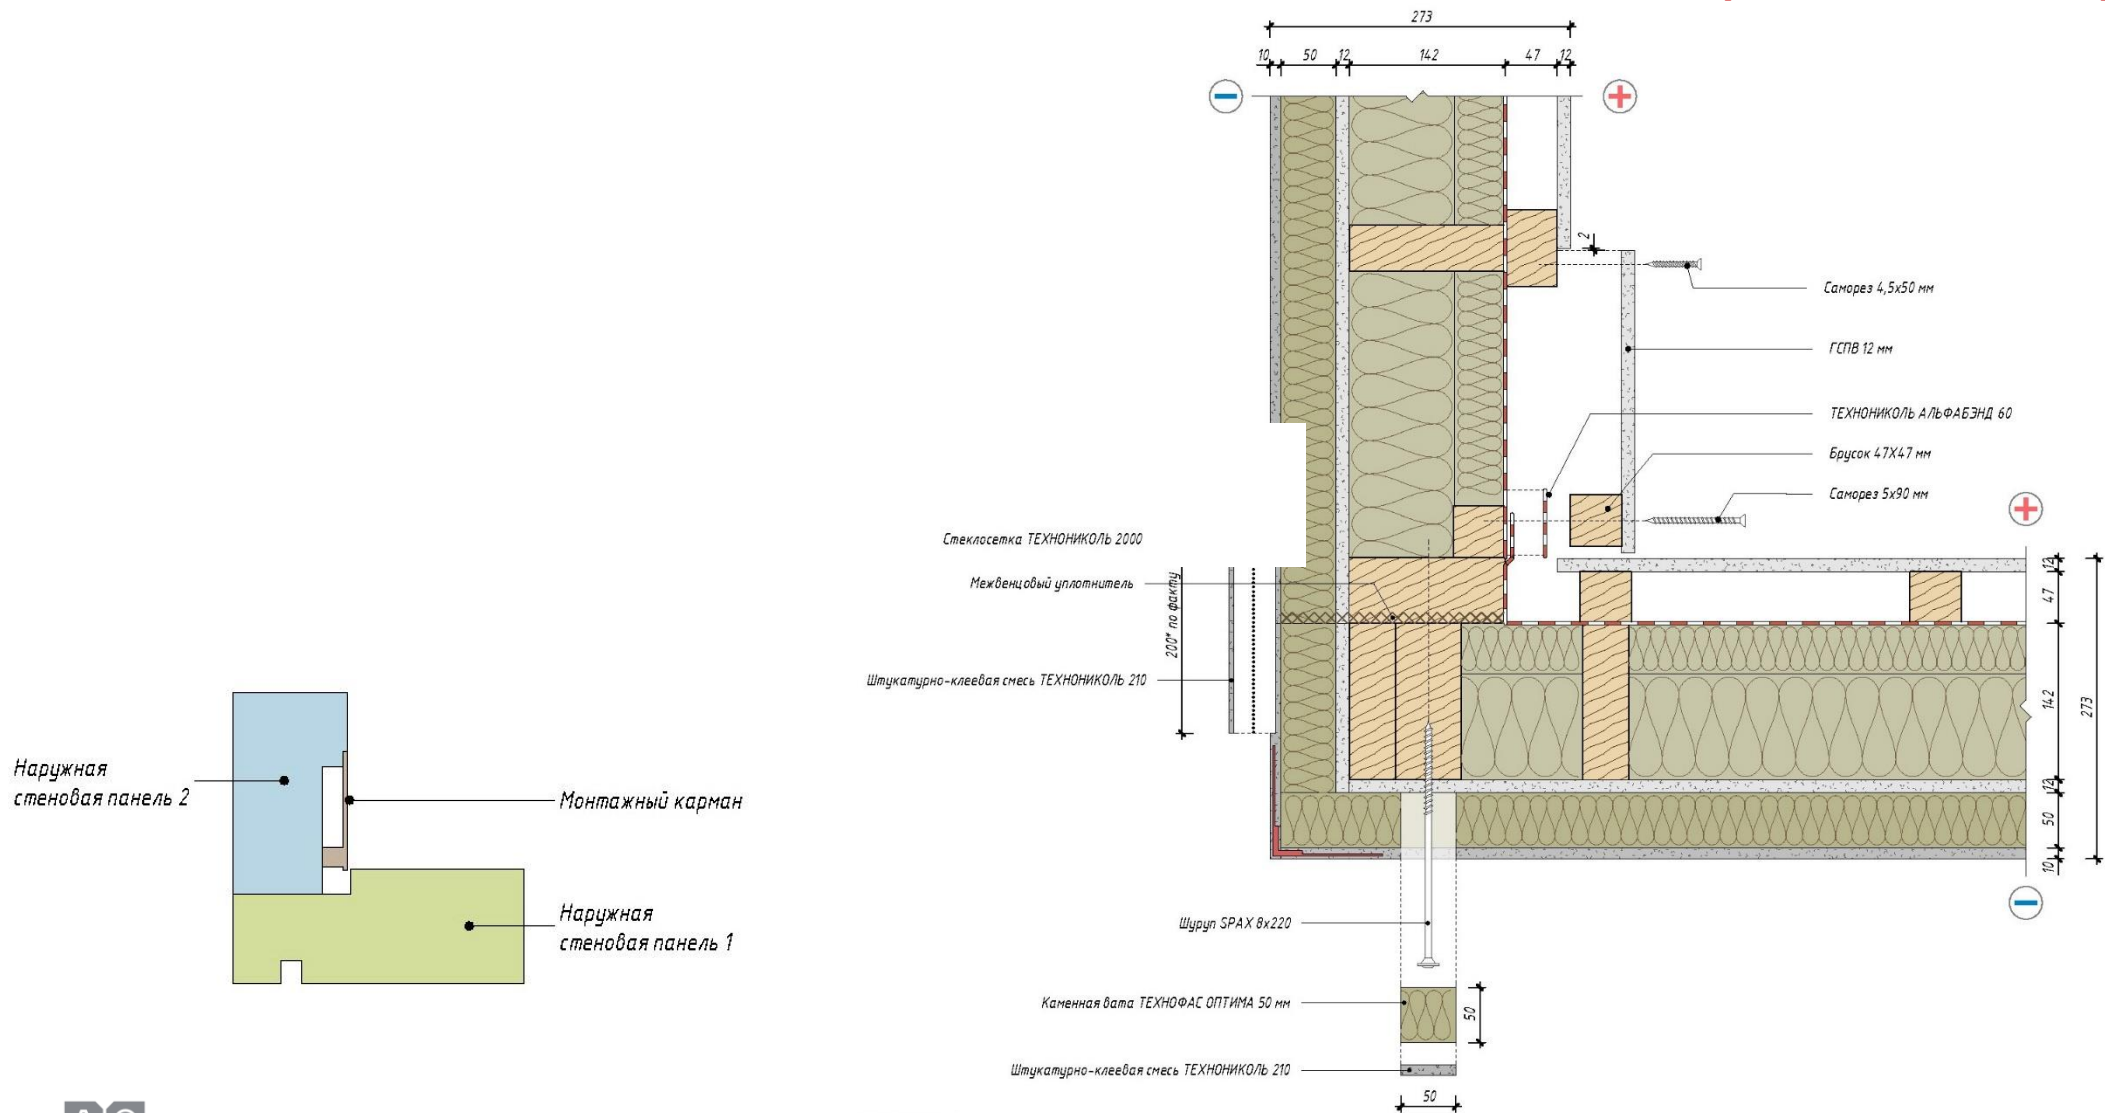 273
10 50 12 142 47 12
2
Саморез 4,5х50 мм
ГСПВ 12 мм
ТЕХНОНИКОЛЬ АЛЬФАБЭНД 60
Брусок 47Х47 мм
Саморез 5х90 мм
Стеклосетка ТЕХНОНИКОЛЬ 2000
Межвенцовый уплотнитель
200* по факту
Штукатурно-клеевая смесь ТЕХНОНИКОЛЬ 210
12
47
142
273
12
50
10
Наружная
стеновая панель 2
Монтажный карман
Наружная
стеновая панель 1
Шуруп SPAX 8х220
Каменная вата ТЕХНОФАС ОПТИМА 50 мм
50
Штукатурно-клеевая смесь ТЕХНОНИКОЛЬ 210
50